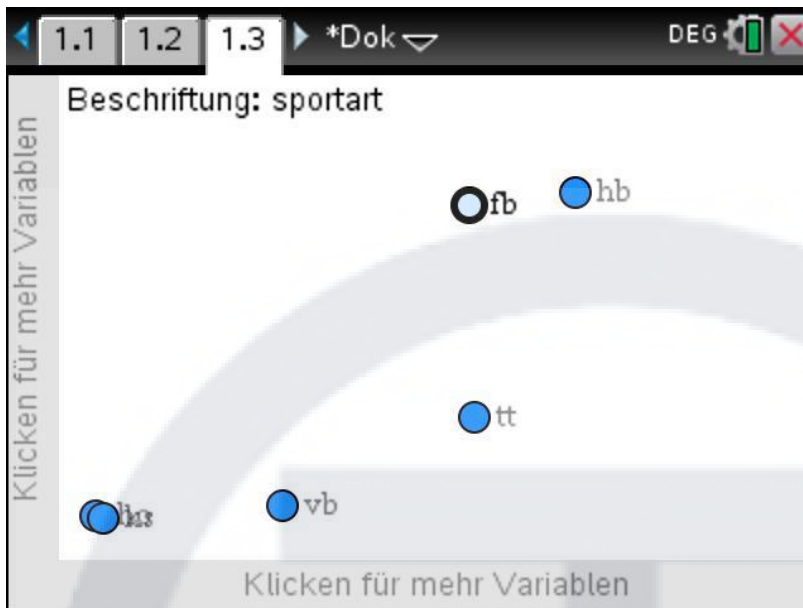 1.1 1.2 1.3 *Dok DEG
Beschriftung: sportart
Klicken für mehr Variablen
fb
hb
tt
vb
Klicken für mehr Variablen